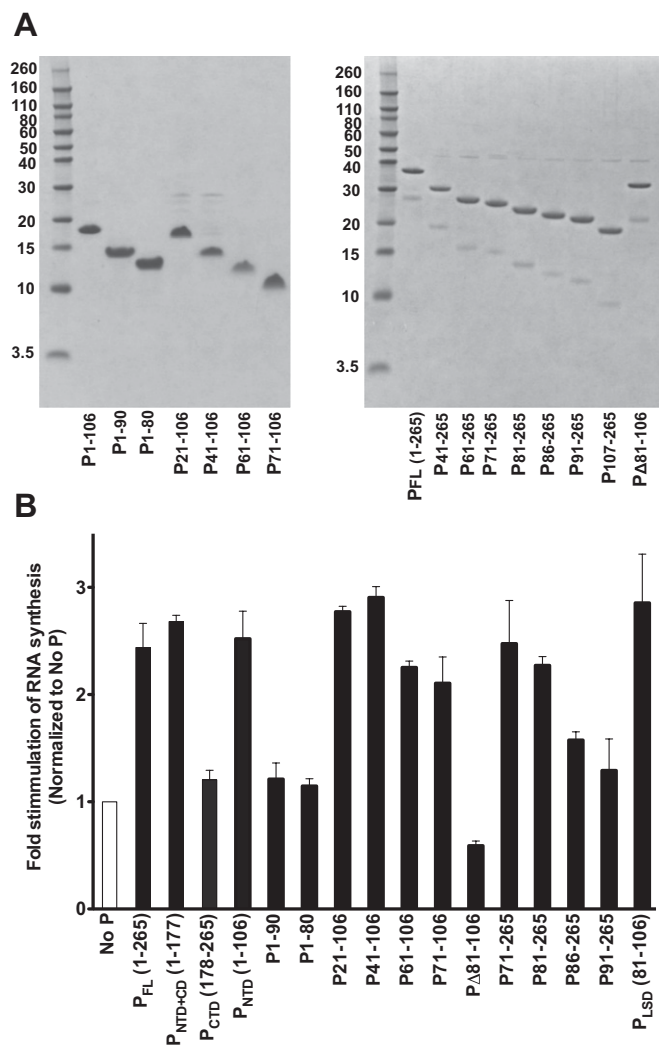 A
260
160
110
80
60
50
40
30
20
15
10
3.5
P1-106
P1-90
P1-80
P21-106
P41-106
P61-106
P71-106
260
160
110
80
60
50
40
30
20
15
10
3.5
PFL (1-265)
P41-265
P61-265
P71-265
P81-265
P86-265
P91-265
P107-265
PΔ81-106
B
Fold stimmulation of RNA synthesis
(Normalized to No P)
3
2
1
0
No P
PFL (1-265)
PNTD+CD (1-177)
PCTD (178-265)
PNTD (1-106)
P1-90
P1-80
P21-106
P41-106
P61-106
P71-106
PΔ81-106
P71-265
P81-265
P86-265
P91-265
PLSD (81-106)